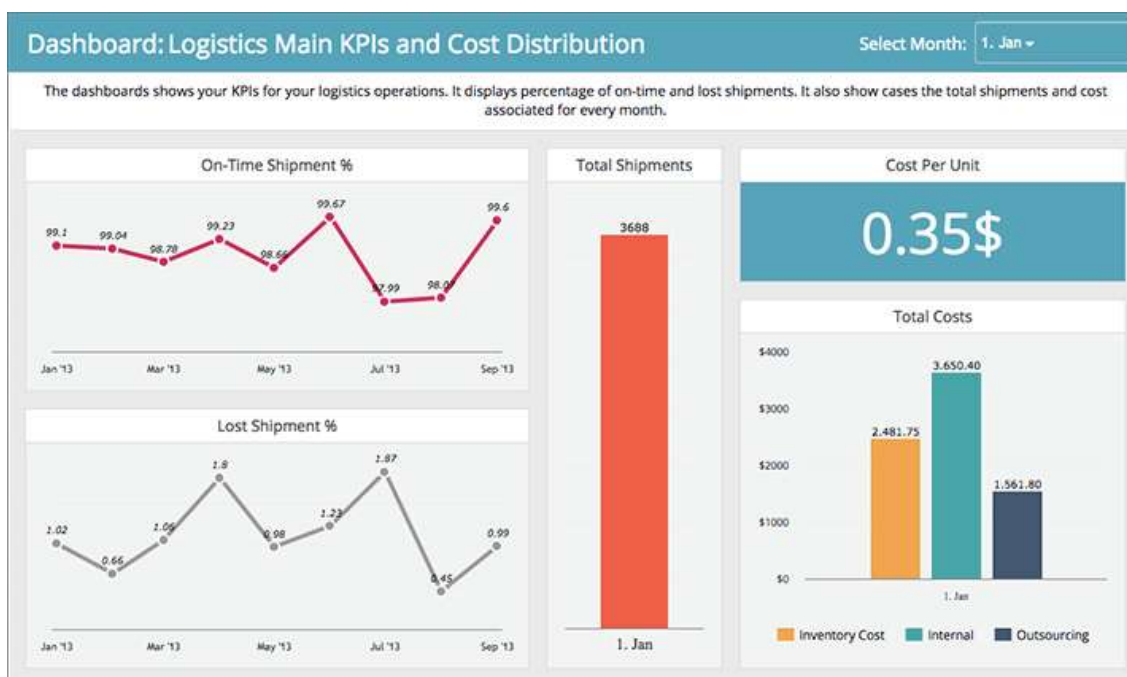 Dashboard: Logistics Main KPIs and Cost Distribution
Select Month: 1. Jan
The dashboards shows your KPIs for your logistics operations. It displays percentage of on-time and lost shipments. It also show cases the total shipments and cost
associated for every month.
On-Time Shipment %
99.1
99.04
98.78
99.23
98.66
99.67
97.99
99.6
Jan '13
Mar '13
May '13
Jul '13
Sep '13
Lost Shipment %
1.02
0.66
1.06
1.8
0.98
1.23
1.87
0.45
0.99
Jan '13
Mar '13
May '13
Jul '13
Sep '13
Total Shipments
3688
1. Jan
Cost Per Unit
0.35$
Total Costs
$4000
$3000
$2000
$1000
$0
2.481.75
3.650.40
1.561.80
1. Jan
Inventory Cost
Internal
Outsourcing